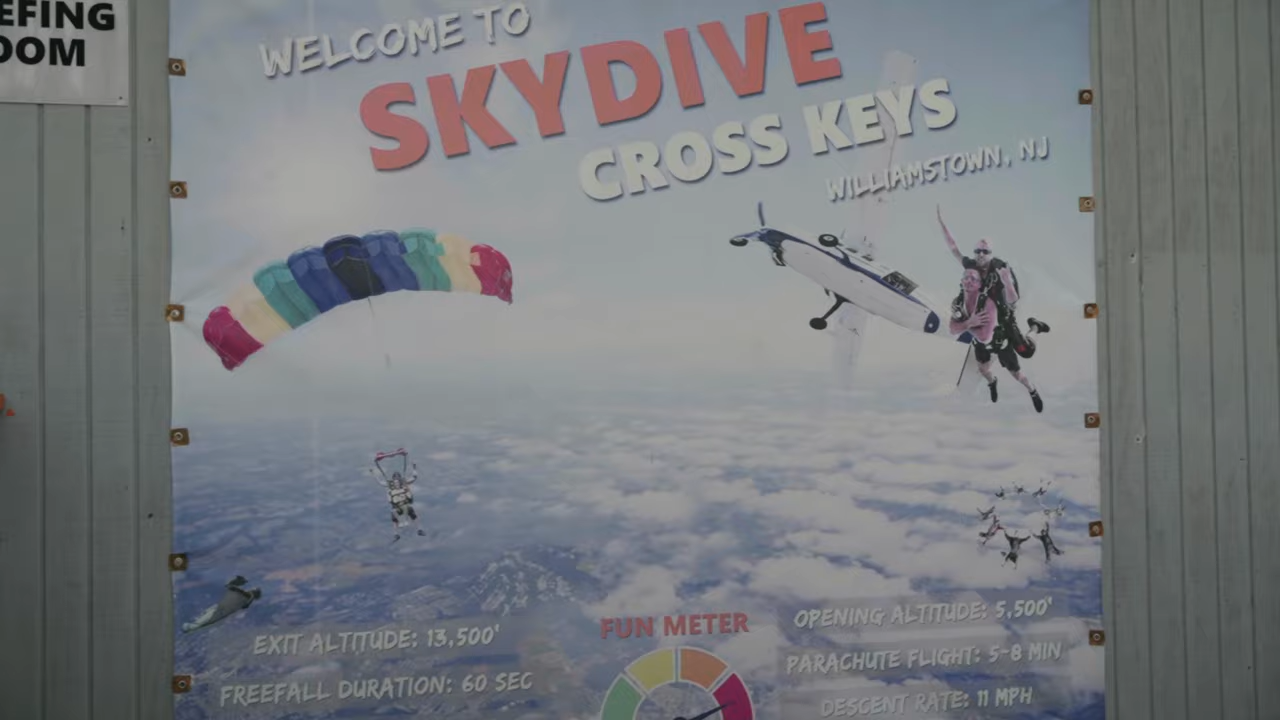 EFING
OOM
WELCOME TO
SKYDIVE
CROSS KEYS
WILLIAMSTOWN, NJ
EXIT ALTITUDE: 13,500'
FREEFALL DURATION: 60 SEC
FUN METER
OPENING ALTITUDE: 5,500'
PARACHUTE FLIGHT: 5-8 MIN
DESCENT RATE: 11 MPH